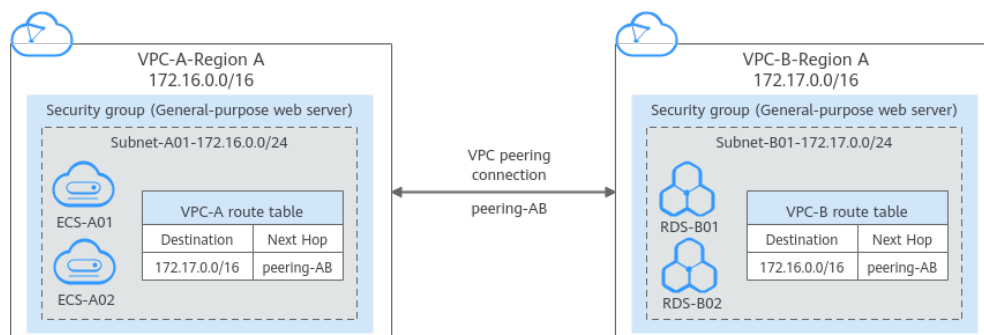 VPC-A-Region A
172.16.0.0/16
Security group (General-purpose web server)
Subnet-A01-172.16.0.0/24
ECS-A01
ECS-A02
VPC-A route table
Destination Next Hop
172.17.0.0/16 peering-AB
VPC peering
connection
peering-AB
VPC-B-Region A
172.17.0.0/16
Security group (General-purpose web server)
Subnet-B01-172.17.0.0/24
RDS-B01
RDS-B02
VPC-B route table
Destination Next Hop
172.16.0.0/16 peering-AB